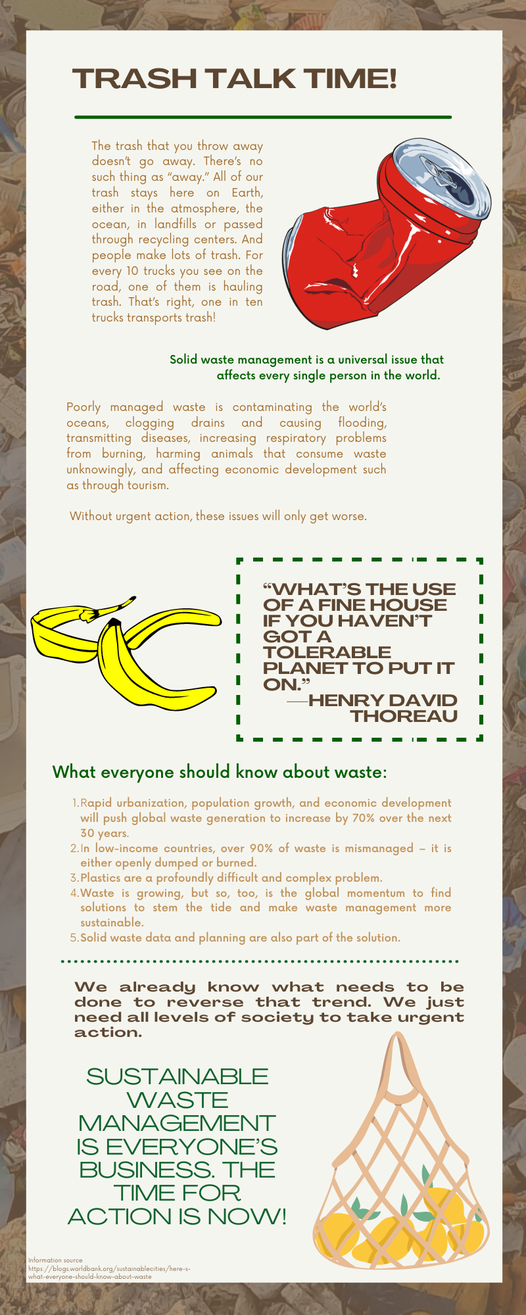 TRASH TALK TIME!
The trash that you throw away
doesn't go away. There's no
such thing as "away." All of our
trash stays here on Earth,
either in the atmosphere, the
ocean, in landfills or passed
through recycling centers. And
people make lots of trash. For
every 10 trucks you see on the
road, one of them is hauling
trash. That's right, one in ten
trucks transports trash!
Solid waste management is a universal issue that
affects every single person in the world.
Poorly managed waste is contaminating the world's
oceans, clogging drains and causing flooding,
transmitting diseases, increasing respiratory problems
from burning, harming animals that consume waste
unknowingly, and affecting economic development such
as through tourism.
Without urgent action, these issues will only get worse.
“WHAT’S THE USE
OF A FINE HOUSE
IF YOU HAVEN’T
GOT A
TOLERABLE
PLANET TO PUT IT
ON.”
—HENRY DAVID
THOREAU
What everyone should know about waste:
1.Rapid urbanization, population growth, and economic development
will push global waste generation to increase by 70% over the next
30 years.
2.In low-income countries, over 90% of waste is mismanaged – it is
either openly dumped or burned.
3.Plastics are a profoundly difficult and complex problem.
4.Waste is growing, but so, too, is the global momentum to find
solutions to stem the tide and make waste management more
sustainable.
5.Solid waste data and planning are also part of the solution.
We already know what needs to be
done to reverse that trend. We just
need all levels of society to take urgent
action.
SUSTAINABLE
WASTE
MANAGEMENT
IS EVERYONE'S
BUSINESS. THE
TIME FOR
ACTION IS NOW!
Information source
https://blogs.worldbank.org/sustainablecities/here-s-
what-everyone-should-know-about-waste